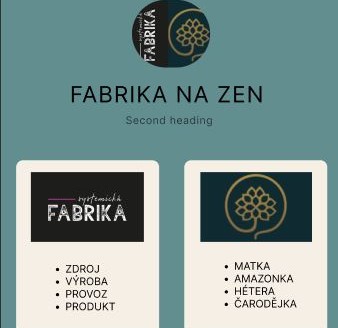 systemická
FABRIKA
FABRIKA NA ZEN
Second heading
systemická
FABRIKA
• ZDROJ
• VÝROBA
• PROVOZ
• PRODUKT
• MATKA
• AMAZONKA
• HÉTERA
• ČARODĚJKA